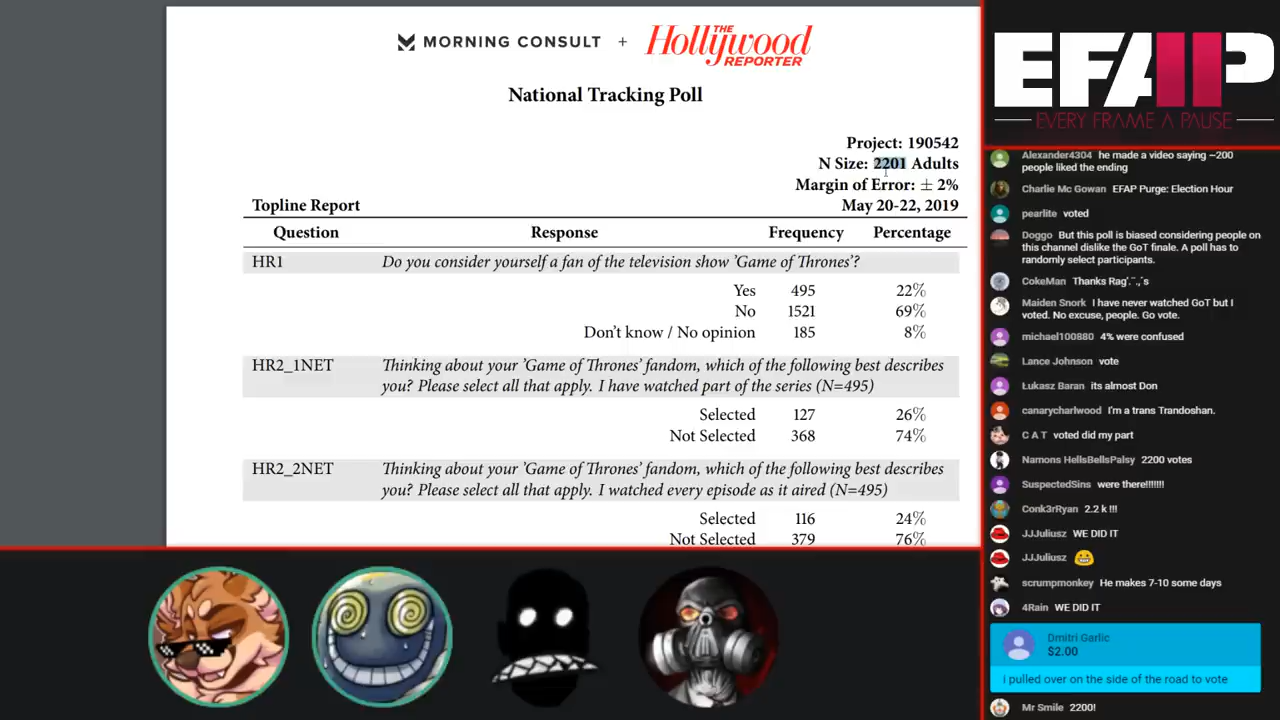 MORNING CONSULT + THE Hollywood REPORTER
National Tracking Poll
Project: 190542
N Size: 2201 Adults
Margin of Error: ± 2%
Topline Report May 20-22, 2019
Question Response Frequency Percentage
HR1 Do you consider yourself a fan of the television show 'Game of Thrones'?
Yes 495 22%
No 1521 69%
Don't know / No opinion 185 8%
HR2_1NET Thinking about your 'Game of Thrones' fandom, which of the following best describes
you? Please select all that apply. I have watched part of the series (N=495)
Selected 127 26%
Not Selected 368 74%
HR2_2NET Thinking about your 'Game of Thrones' fandom, which of the following best describes
you? Please select all that apply. I watched every episode as it aired (N=495)
Selected 116 24%
Not Selected 379 76%
EFAP
EVERY FRAME A PAUSE
Alexander4304 he made a video saying ~200
people liked the ending
Charlie Mc Gowan EFAP Purge: Election Hour
pearlite voted
Doggo But this poll is biased considering people on
this channel dislike the GoT finale. A poll has to
randomly select participants.
CokeMan Thanks Rag'.¨.,¨s
Maiden Snork I have never watched GoT but I
voted. No excuse, people. Go vote.
michael100880 4% were confused
Lance Johnson vote
Łukasz Baran its almost Don
canarycharlwood I'm a trans Trandoshan.
C A T voted did my part
Namons HellsBellsPalsy 2200 votes
SuspectedSins were there!!!!!!!
Conk3rRyan 2.2 k !!!
JJJuliusz WE DID IT
JJJuliusz
scrumpmonkey He makes 7-10 some days
4Rain WE DID IT
Dmitri Garlic
$2.00
i pulled over on the side of the road to vote
Mr Smile 2200!